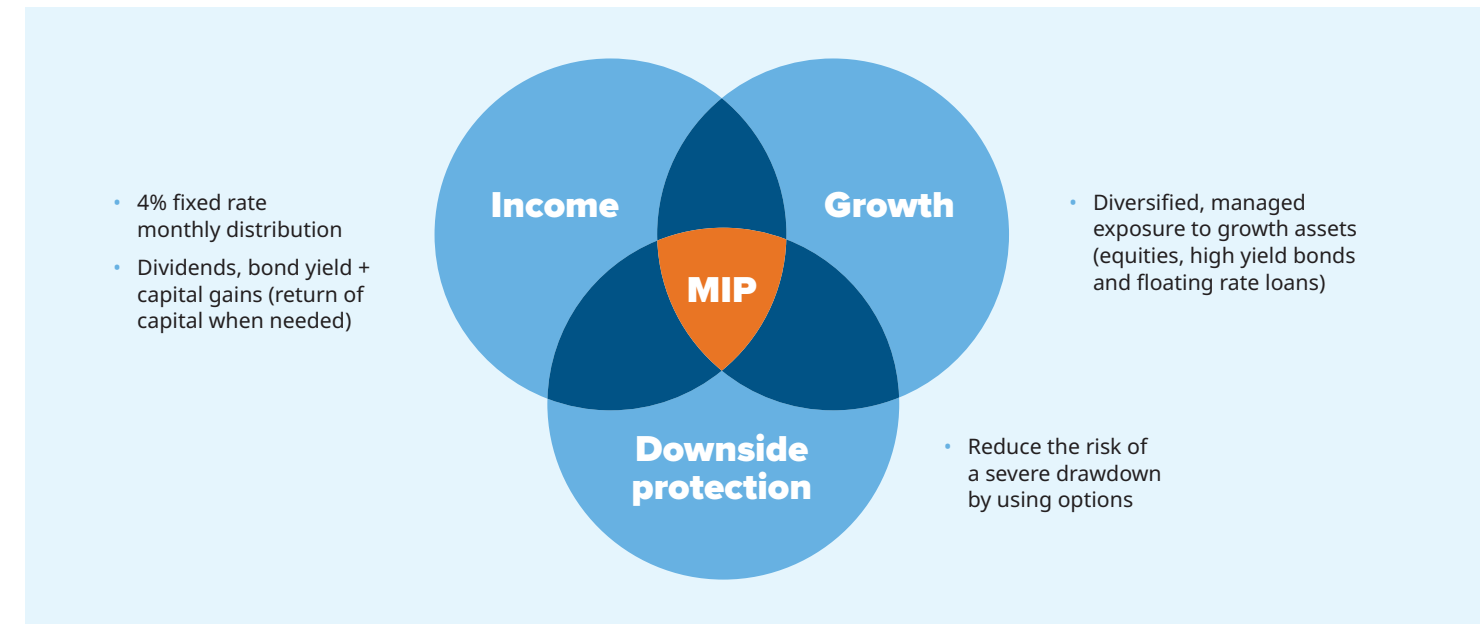 Income
Growth
MIP
Downside
protection
• 4% fixed rate
monthly distribution
• Dividends, bond yield +
capital gains (return of
capital when needed)
• Diversified, managed
exposure to growth assets
(equities, high yield bonds
and floating rate loans)
• Reduce the risk of
a severe drawdown
by using options